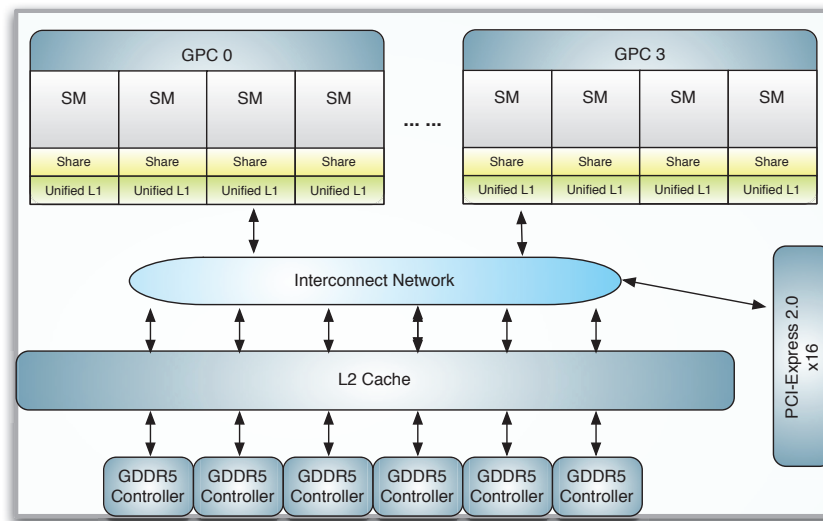 GPC 0
GPC 3
SM SM SM SM
... ...
SM SM SM SM
Share Share Share Share
Share Share Share Share
Unified L1 Unified L1 Unified L1 Unified L1
Unified L1 Unified L1 Unified L1 Unified L1
Interconnect Network
PCI-Express 2.0
x16
L2 Cache
GDDR5 GDDR5 GDDR5 GDDR5 GDDR5 GDDR5
Controller Controller Controller Controller Controller Controller